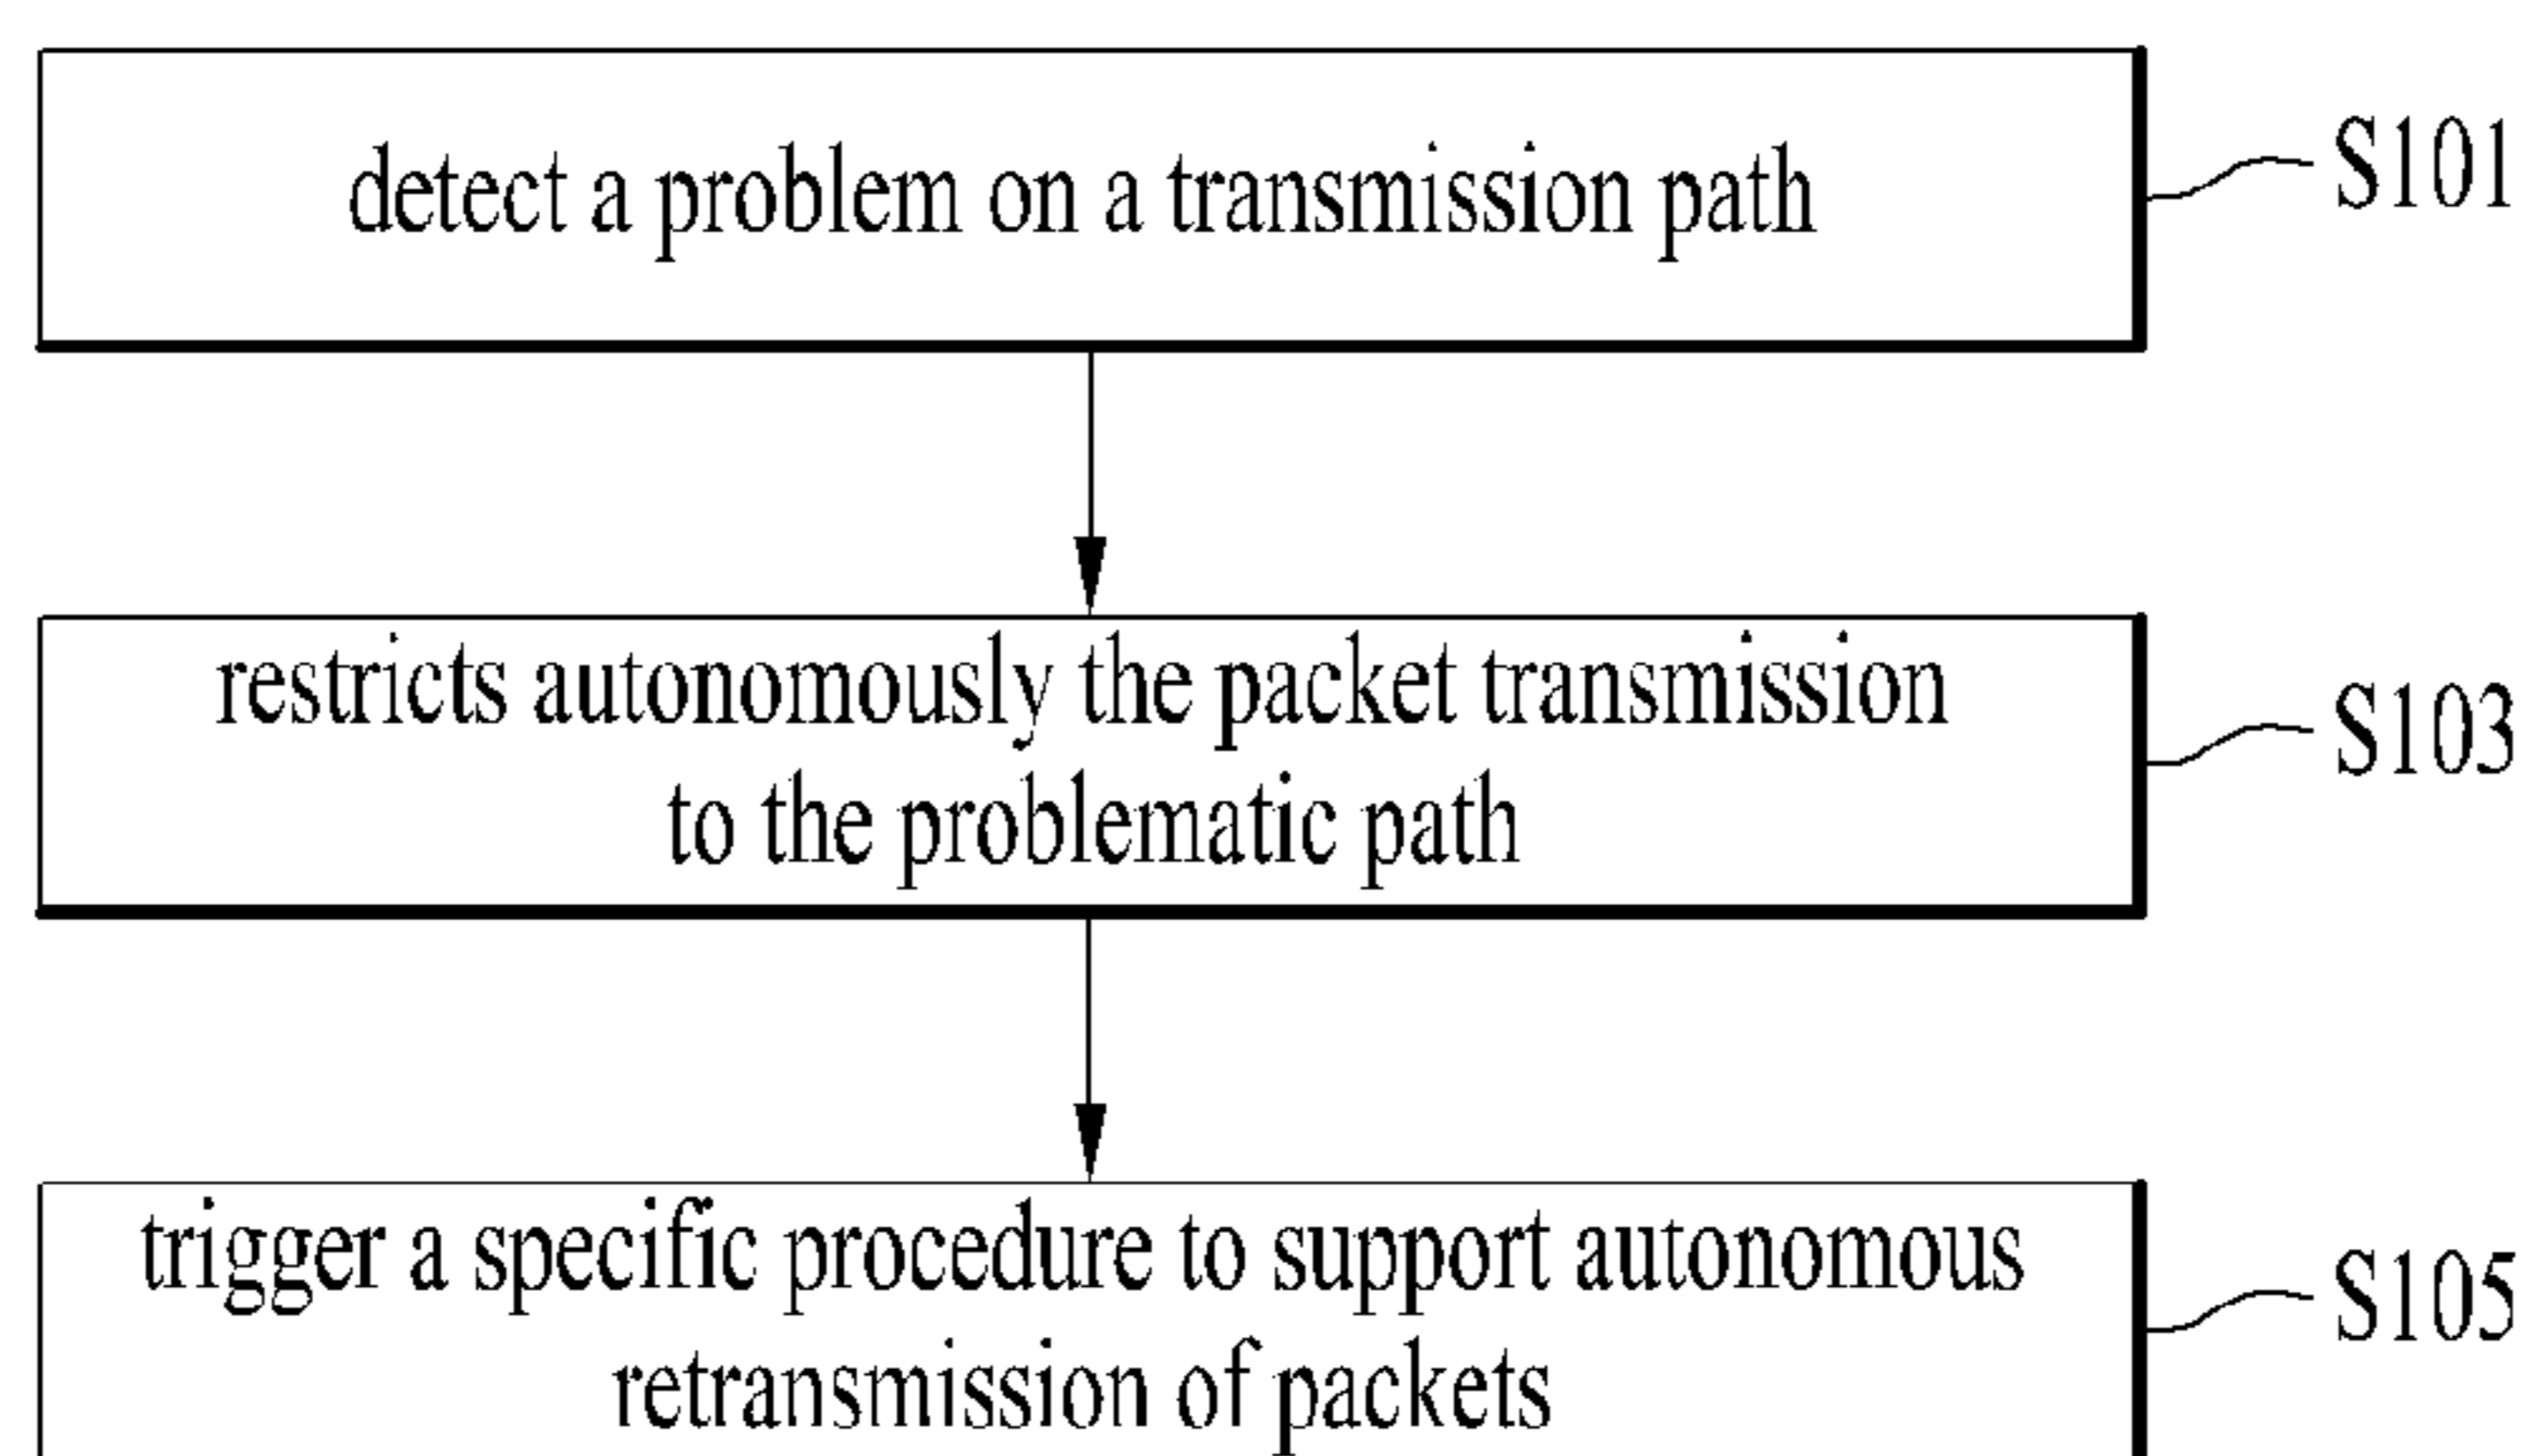 detect a problem on a transmission path
S101
restricts autonomously the packet transmission
to the problematic path
S103
trigger a specific procedure to support autonomous
retransmission of packets
S105